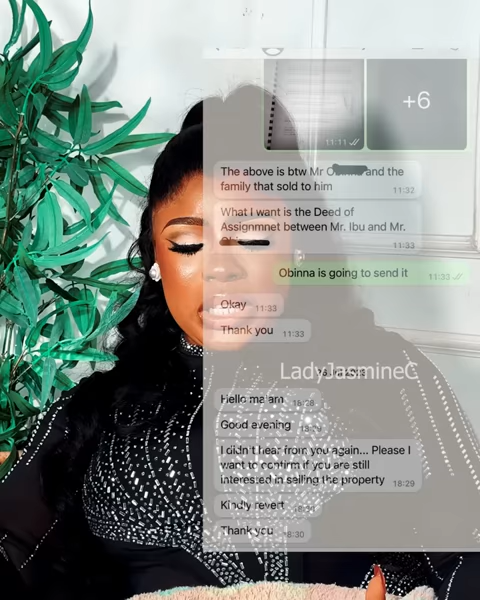 +6
11:11
The above is btw Mr and the
family that sold to him
11:32
What I want is the Deed of
Assignmnet between Mr. Ibu and Mr.
11:33
Obinna is going to send it 11:33
Okay 11:33
Thank you 11:33
LadyJasmineC
Hello ma'am 18:28
Good evening 18:29
I didn't hear from you again... Please I
want to confirm if you are still
interested in selling the property 18:29
Kindly revert 18:30
Thank you 18:30